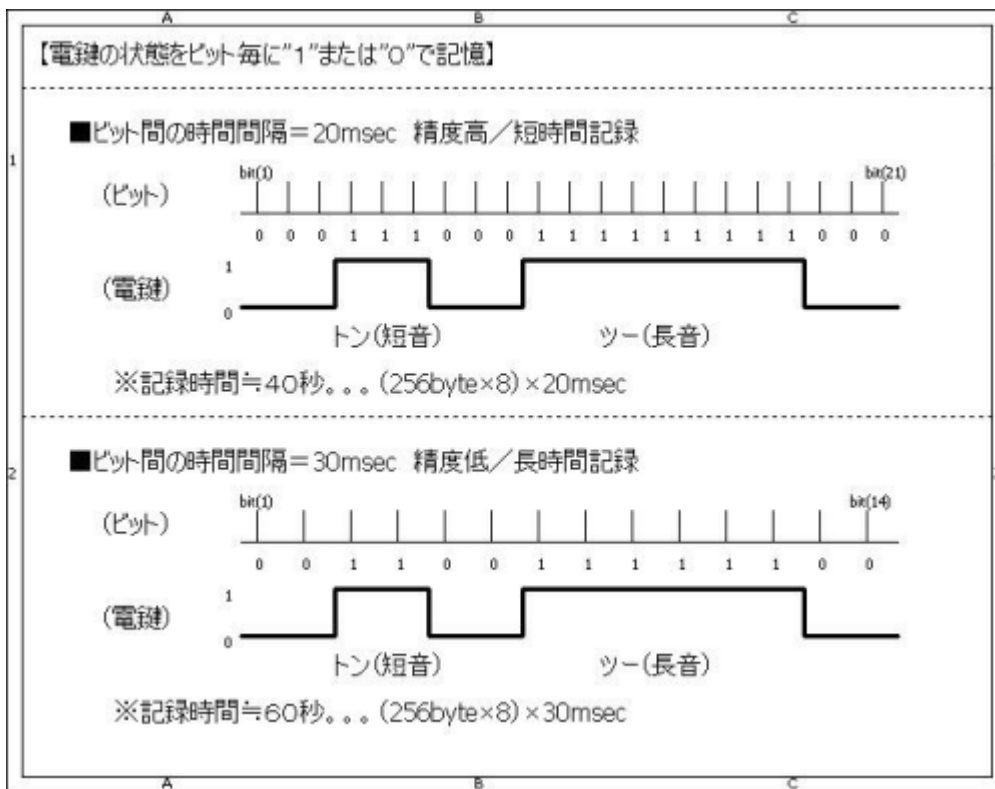 A B C
【電鍵の状態をビット毎に"1"または"0"で記憶】
■ビット間の時間間隔＝20msec 精度高／短時間記録
1
bit(1) bit(21)
(ビット)
0 0 0 1 1 1 0 0 0 1 1 1 1 1 1 1 1 1 0 0 0
(電鍵)
1
0
トン(短音) ツー(長音)
※記録時間≒40秒。。。(256byte×8)×20msec
■ビット間の時間間隔＝30msec 精度低／長時間記録
2
bit(1) bit(14)
(ビット)
0 0 1 1 0 0 1 1 1 1 1 1 0 0
(電鍵)
1
0
トン(短音) ツー(長音)
※記録時間≒60秒。。。(256byte×8)×30msec
A B C